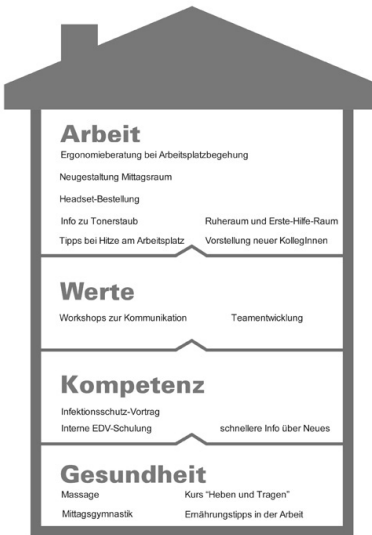 Arbeit
Ergonomieberatung bei Arbeitsplatzbegehung
Neugestaltung Mittagsraum
Headset-Bestellung
Info zu Tonerstaub Ruheraum und Erste-Hilfe-Raum
Tipps bei Hitze am Arbeitsplatz Vorstellung neuer KollegInnen
Werte
Workshops zur Kommunikation Teamentwicklung
Kompetenz
Infektionsschutz-Vortrag
Interne EDV-Schulung schnellere Info über Neues
Gesundheit
Massage Kurs "Heben und Tragen"
Mittagsgymnastik Ernährungstipps in der Arbeit